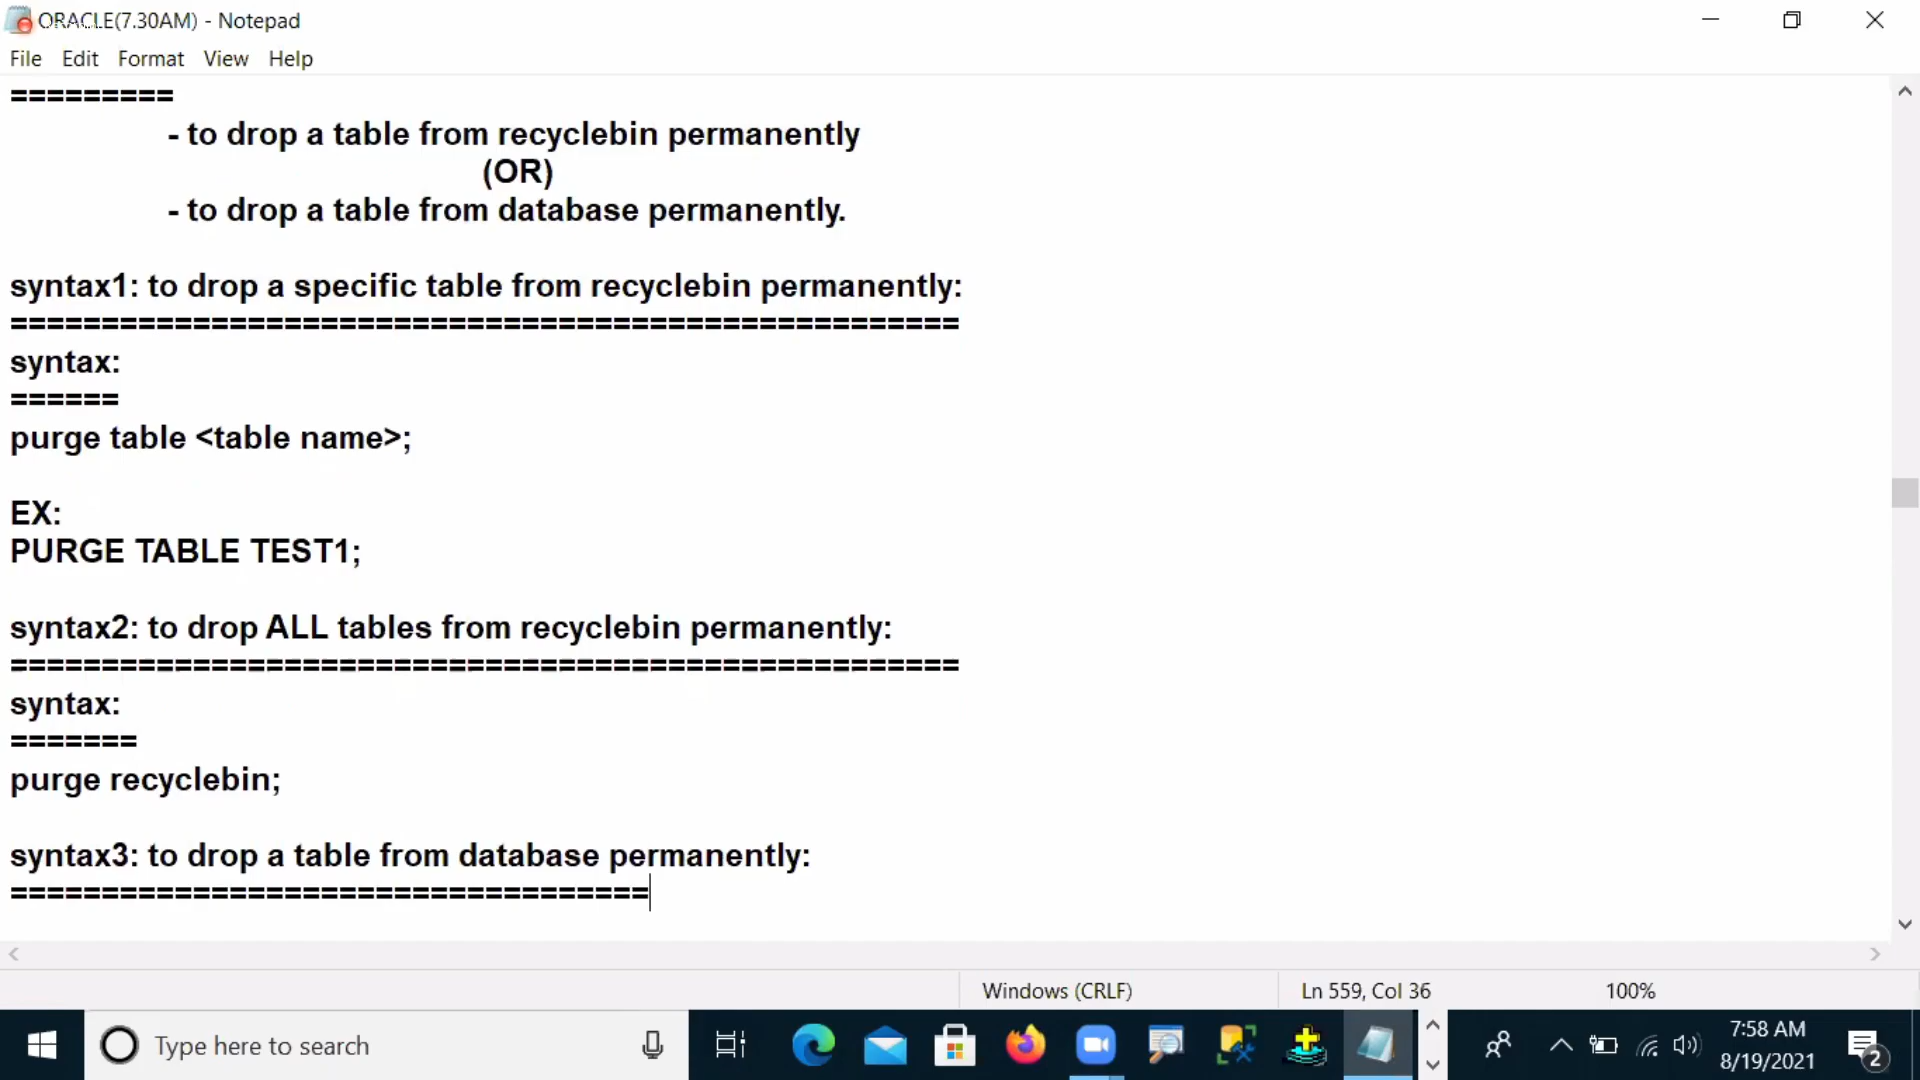 ORACLE(7.30AM) - Notepad
File Edit Format View Help
=========
- to drop a table from recyclebin permanently
(OR)
- to drop a table from database permanently.
syntax1: to drop a specific table from recyclebin permanently:
====================================================
syntax:
======
purge table <table name>;
EX:
PURGE TABLE TEST1;
syntax2: to drop ALL tables from recyclebin permanently:
====================================================
syntax:
=======
purge recyclebin;
syntax3: to drop a table from database permanently:
===================================
Windows (CRLF) Ln 559, Col 36 100%
Type here to search
7:58 AM
8/19/2021
2